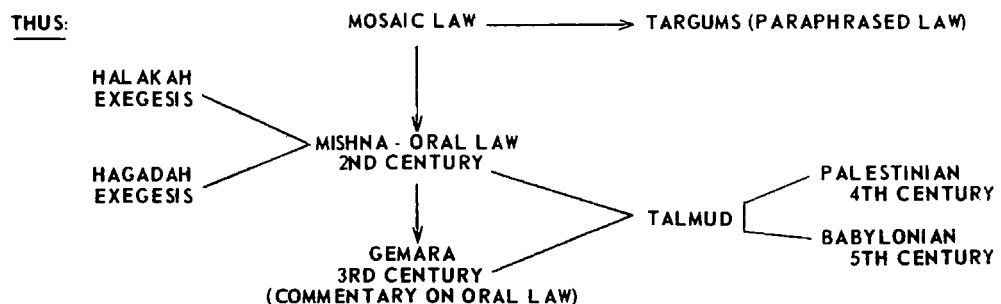 THUS:
MOSAIC LAW
TARGUMS (PARAPHRASED LAW)
HALAKAH
EXEGESIS
MISHNA - ORAL LAW
2ND CENTURY
HAGADAH
EXEGESIS
PALESTINIAN
4TH CENTURY
TALMUD
BABYLONIAN
5TH CENTURY
GEMARA
3RD CENTURY
(COMMENTARY ON ORAL LAW)